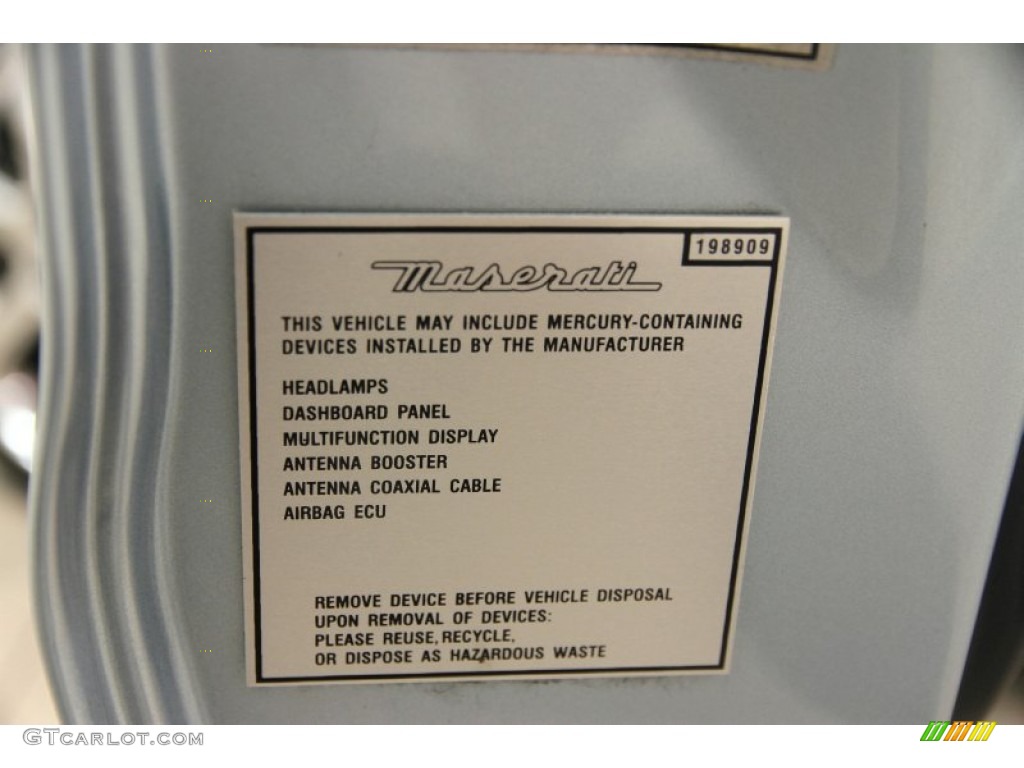 198909
Maserati
THIS VEHICLE MAY INCLUDE MERCURY-CONTAINING
DEVICES INSTALLED BY THE MANUFACTURER
HEADLAMPS
DASHBOARD PANEL
MULTIFUNCTION DISPLAY
ANTENNA BOOSTER
ANTENNA COAXIAL CABLE
AIRBAG ECU
REMOVE DEVICE BEFORE VEHICLE DISPOSAL
UPON REMOVAL OF DEVICES:
PLEASE REUSE, RECYCLE,
OR DISPOSE AS HAZARDOUS WASTE
GTCARLOT.COM